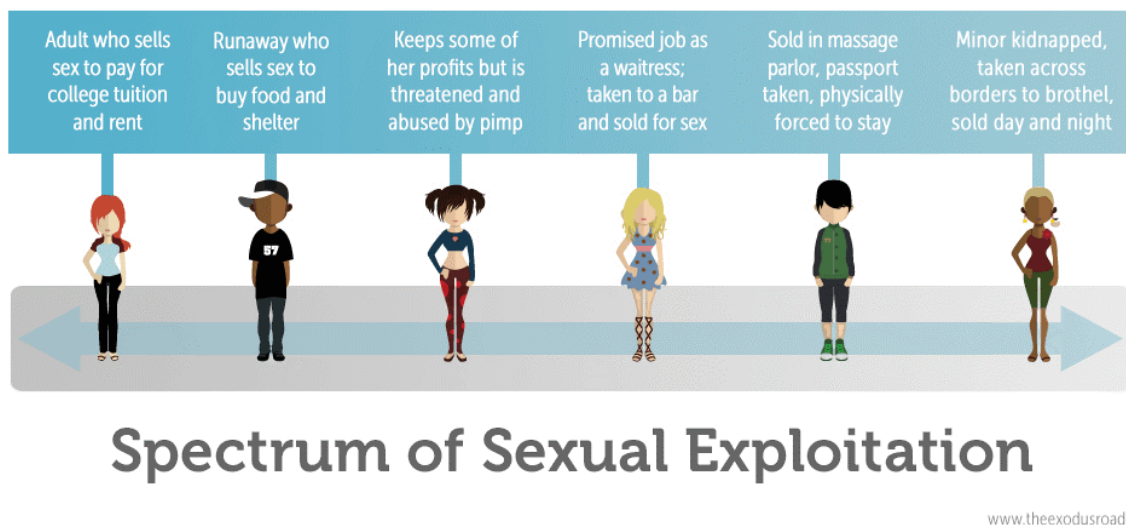 Adult who sells
sex to pay for
college tuition
and rent
Runaway who
sells sex to
buy food and
shelter
Keeps some of
her profits but is
threatened and
abused by pimp
Promised job as
a waitress;
taken to a bar
and sold for sex
Sold in massage
parlor, passport
taken, physically
forced to stay
Minor kidnapped,
taken across
borders to brothel,
sold day and night
57
Spectrum of Sexual Exploitation
www.theexodusroad